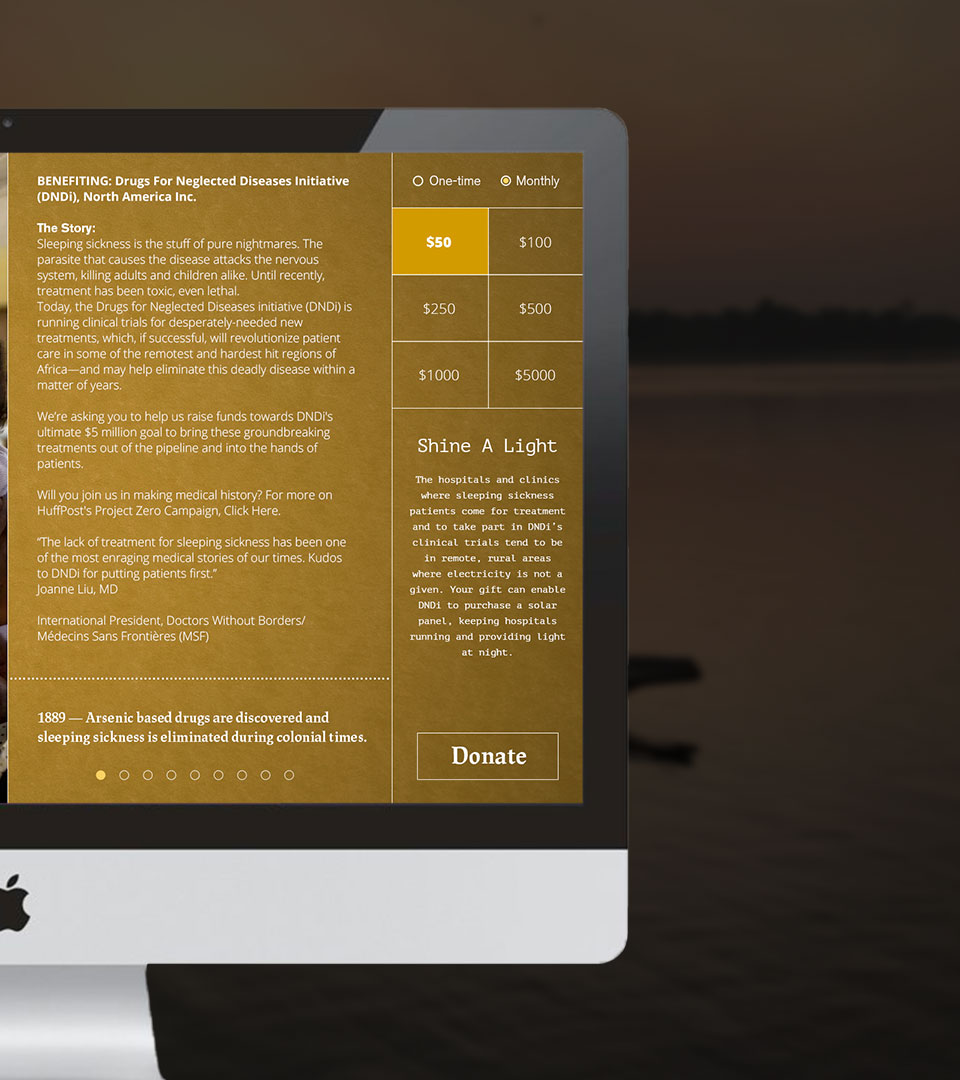 BENEFITING: Drugs For Neglected Diseases Initiative
(DNDi), North America Inc.
The Story:
Sleeping sickness is the stuff of pure nightmares. The
parasite that causes the disease attacks the nervous
system, killing adults and children alike. Until recently,
treatment has been toxic, even lethal.
Today, the Drugs for Neglected Diseases initiative (DNDi) is
running clinical trials for desperately-needed new
treatments, which, if successful, will revolutionize patient
care in some of the remotest and hardest hit regions of
Africa—and may help eliminate this deadly disease within a
matter of years.
We're asking you to help us raise funds towards DNDi's
ultimate $5 million goal to bring these groundbreaking
treatments out of the pipeline and into the hands of
patients.
Will you join us in making medical history? For more on
HuffPost's Project Zero Campaign, Click Here.
“The lack of treatment for sleeping sickness has been one
of the most enraging medical stories of our times. Kudos
to DNDi for putting patients first.”
Joanne Liu, MD
International President, Doctors Without Borders/
Médecins Sans Frontières (MSF)
1889 — Arsenic based drugs are discovered and
sleeping sickness is eliminated during colonial times.
One-time Monthly
$50 $100
$250 $500
$1000 $5000
Shine A Light
The hospitals and clinics
where sleeping sickness
patients come for treatment
and to take part in DNDi's
clinical trials tend to be
in remote, rural areas
where electricity is not a
given. Your gift can enable
DNDi to purchase a solar
panel, keeping hospitals
running and providing light
at night.
Donate